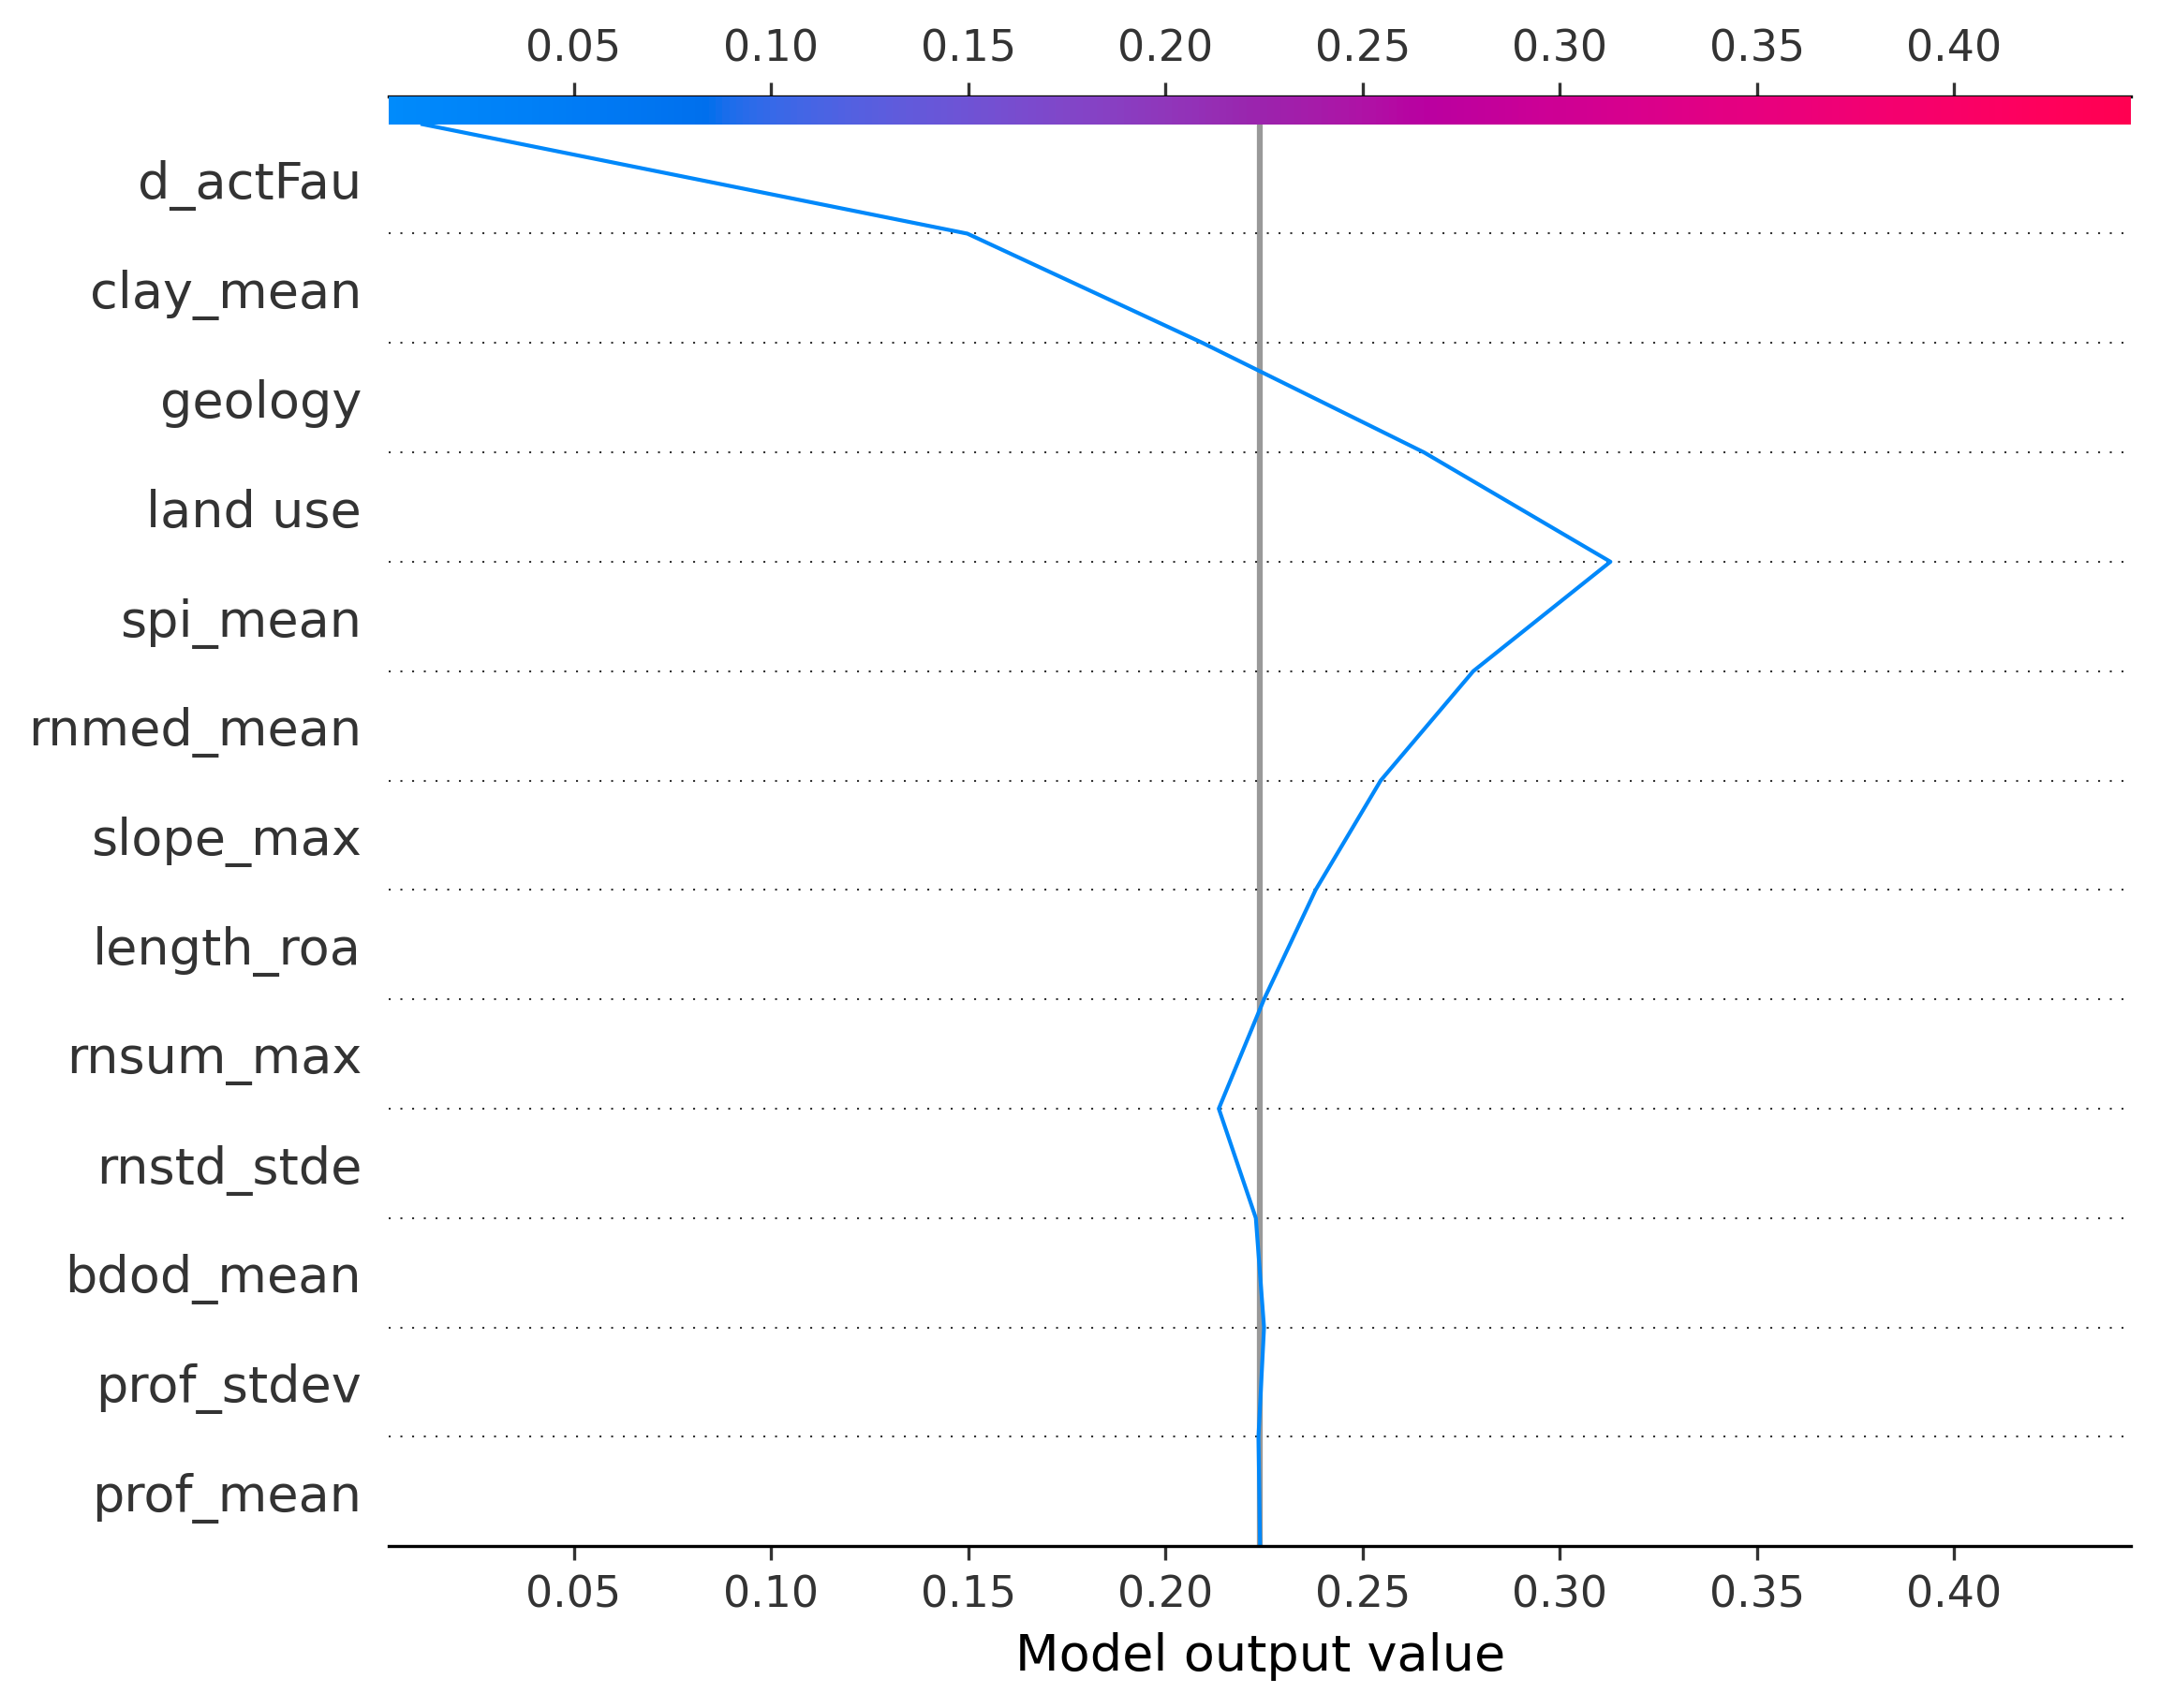 0.05 0.10 0.15 0.20 0.25 0.30 0.35 0.40
d_actFau
clay_mean
geology
land use
spi_mean
rnmed_mean
slope_max
length_roa
rnsum_max
rnstd_stde
bdod_mean
prof_stdev
prof_mean
0.05 0.10 0.15 0.20 0.25 0.30 0.35 0.40
Model output value